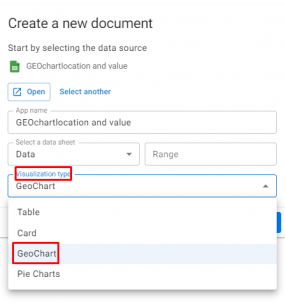 Create a new document
Start by selecting the data source
GEOchartlocation and value
Open Select another
App name
GEOchartlocation and value
Select a data sheet
Data Range
Visualization type
GeoChart
Table
Card
GeoChart
Pie Charts